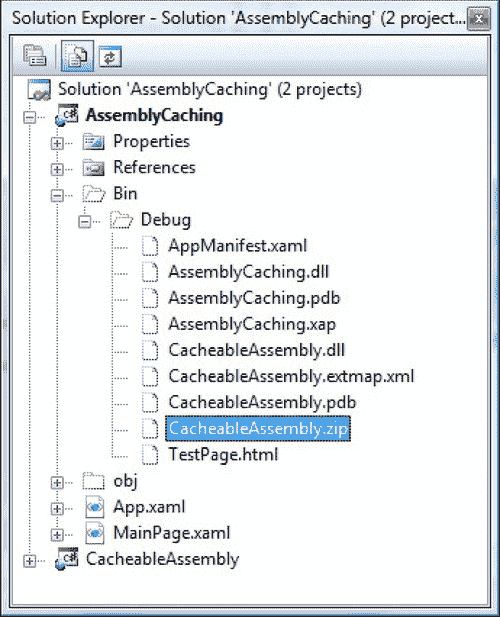 Solution Explorer - Solution 'AssemblyCaching' (2 project...
Solution 'AssemblyCaching' (2 projects)
AssemblyCaching
Properties
References
Bin
Debug
AppManifest.xaml
AssemblyCaching.dll
AssemblyCaching.pdb
AssemblyCaching.xap
CacheableAssembly.dll
CacheableAssembly.extmap.xml
CacheableAssembly.pdb
CacheableAssembly.zip
TestPage.html
obj
App.xaml
MainPage.xaml
CacheableAssembly